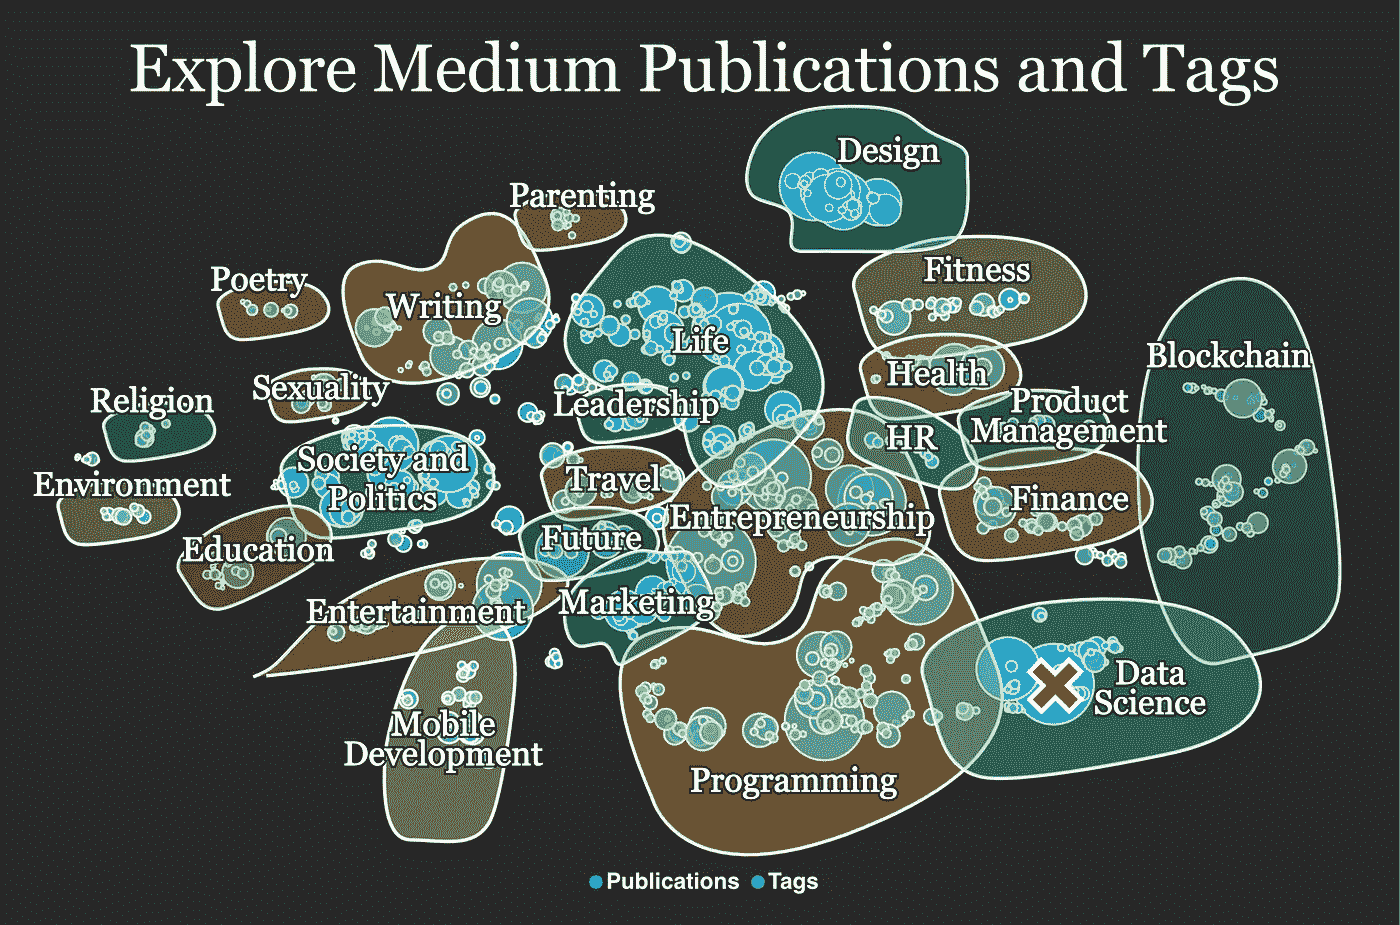 Explore Medium Publications and Tags
Design
Parenting
Fitness
Poetry
Writing
Life
Blockchain
Health
Sexuality
Religion
Leadership
Product
Management
HR
Society and
Politics
Travel
Environment
Finance
Entrepreneurship
Future
Education
Entertainment
Marketing
Data
Science
Mobile
Development
Programming
Publications
Tags